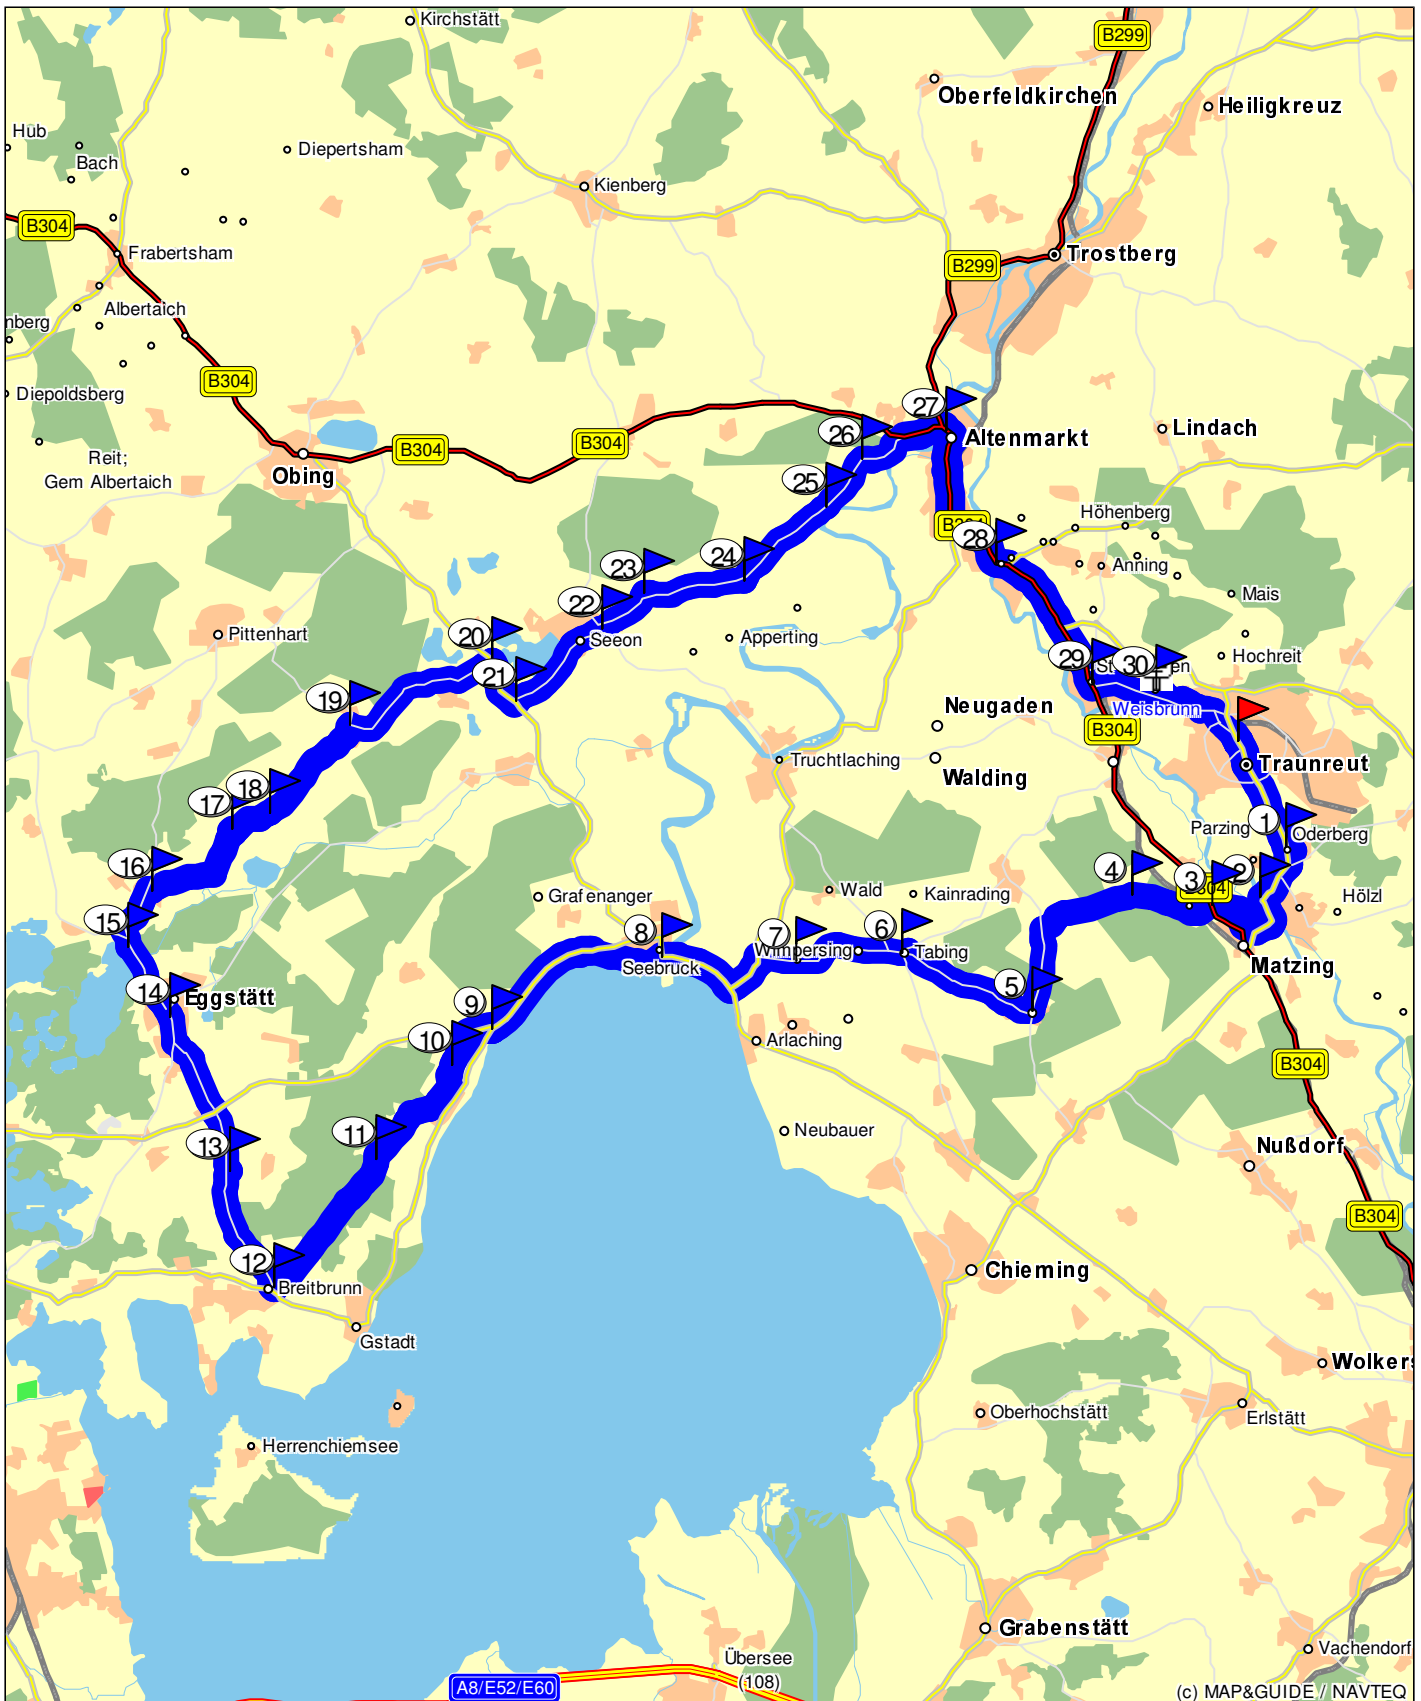 Kirchstätt
B299
Oberfeldkirchen
Heiligkreuz
Hub
Bach
Diepertsham
Kienberg
B304
Frabertsham
B299
Trostberg
Albertaich
nberg
B304
Diepoldsberg
27
26
Altenmarkt
Lindach
B304
B304
Reit;
Gem Albertaich
Obing
25
Höhenberg
28
24
23
Anning
22
Mais
20
Pittenhart
Seeon
Apperting
29
30
Hochreit
21
19
Weisbrunn
Neugaden
B304
Truchtlaching
Walding
Traunreut
18
17
1
Parzing
Oderberg
16
4
3
2
Wald
Kainrading
Grafenanger
Hölzl
15
8
7
6
Wimpersing
Tabing
Seebruck
Matzing
14
Eggstätt
5
9
10
Arlaching
B304
11
13
Neubauer
Nußdorf
B304
12
Breitbrunn
Chieming
Gstadt
Wolkers
Oberhochstätt
Erlstätt
Herrenchiemsee
Grabenstätt
Übersee
(108)
Vachendorf
A8/E52/E60
(c) MAP&GUIDE / NAVTEQ